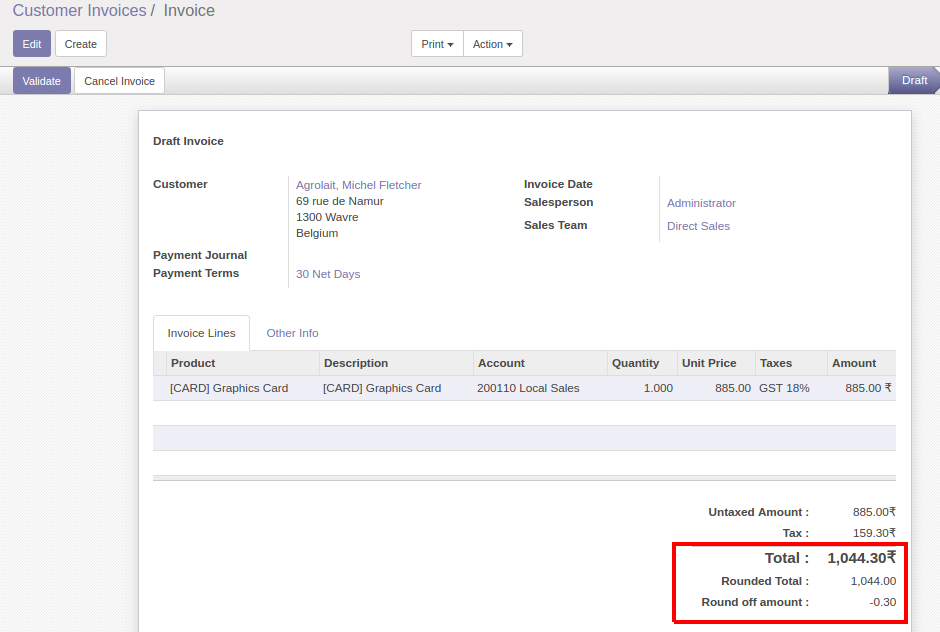 Customer Invoices / Invoice
Edit Create Print Action
Validate Cancel Invoice Draft
Draft Invoice
Customer Agrolait, Michel Fletcher
69 rue de Namur
1300 Wavre
Belgium
Payment Journal
Payment Terms 30 Net Days
Invoice Date
Salesperson Administrator
Sales Team Direct Sales
Invoice Lines Other Info
Product Description Account Quantity Unit Price Taxes Amount
[CARD] Graphics Card [CARD] Graphics Card 200110 Local Sales 1.000 885.00 GST 18% 885.00 ₹
Untaxed Amount : 885.00₹
Tax : 159.30₹
Total : 1,044.30₹
Rounded Total : 1,044.00
Round off amount : -0.30